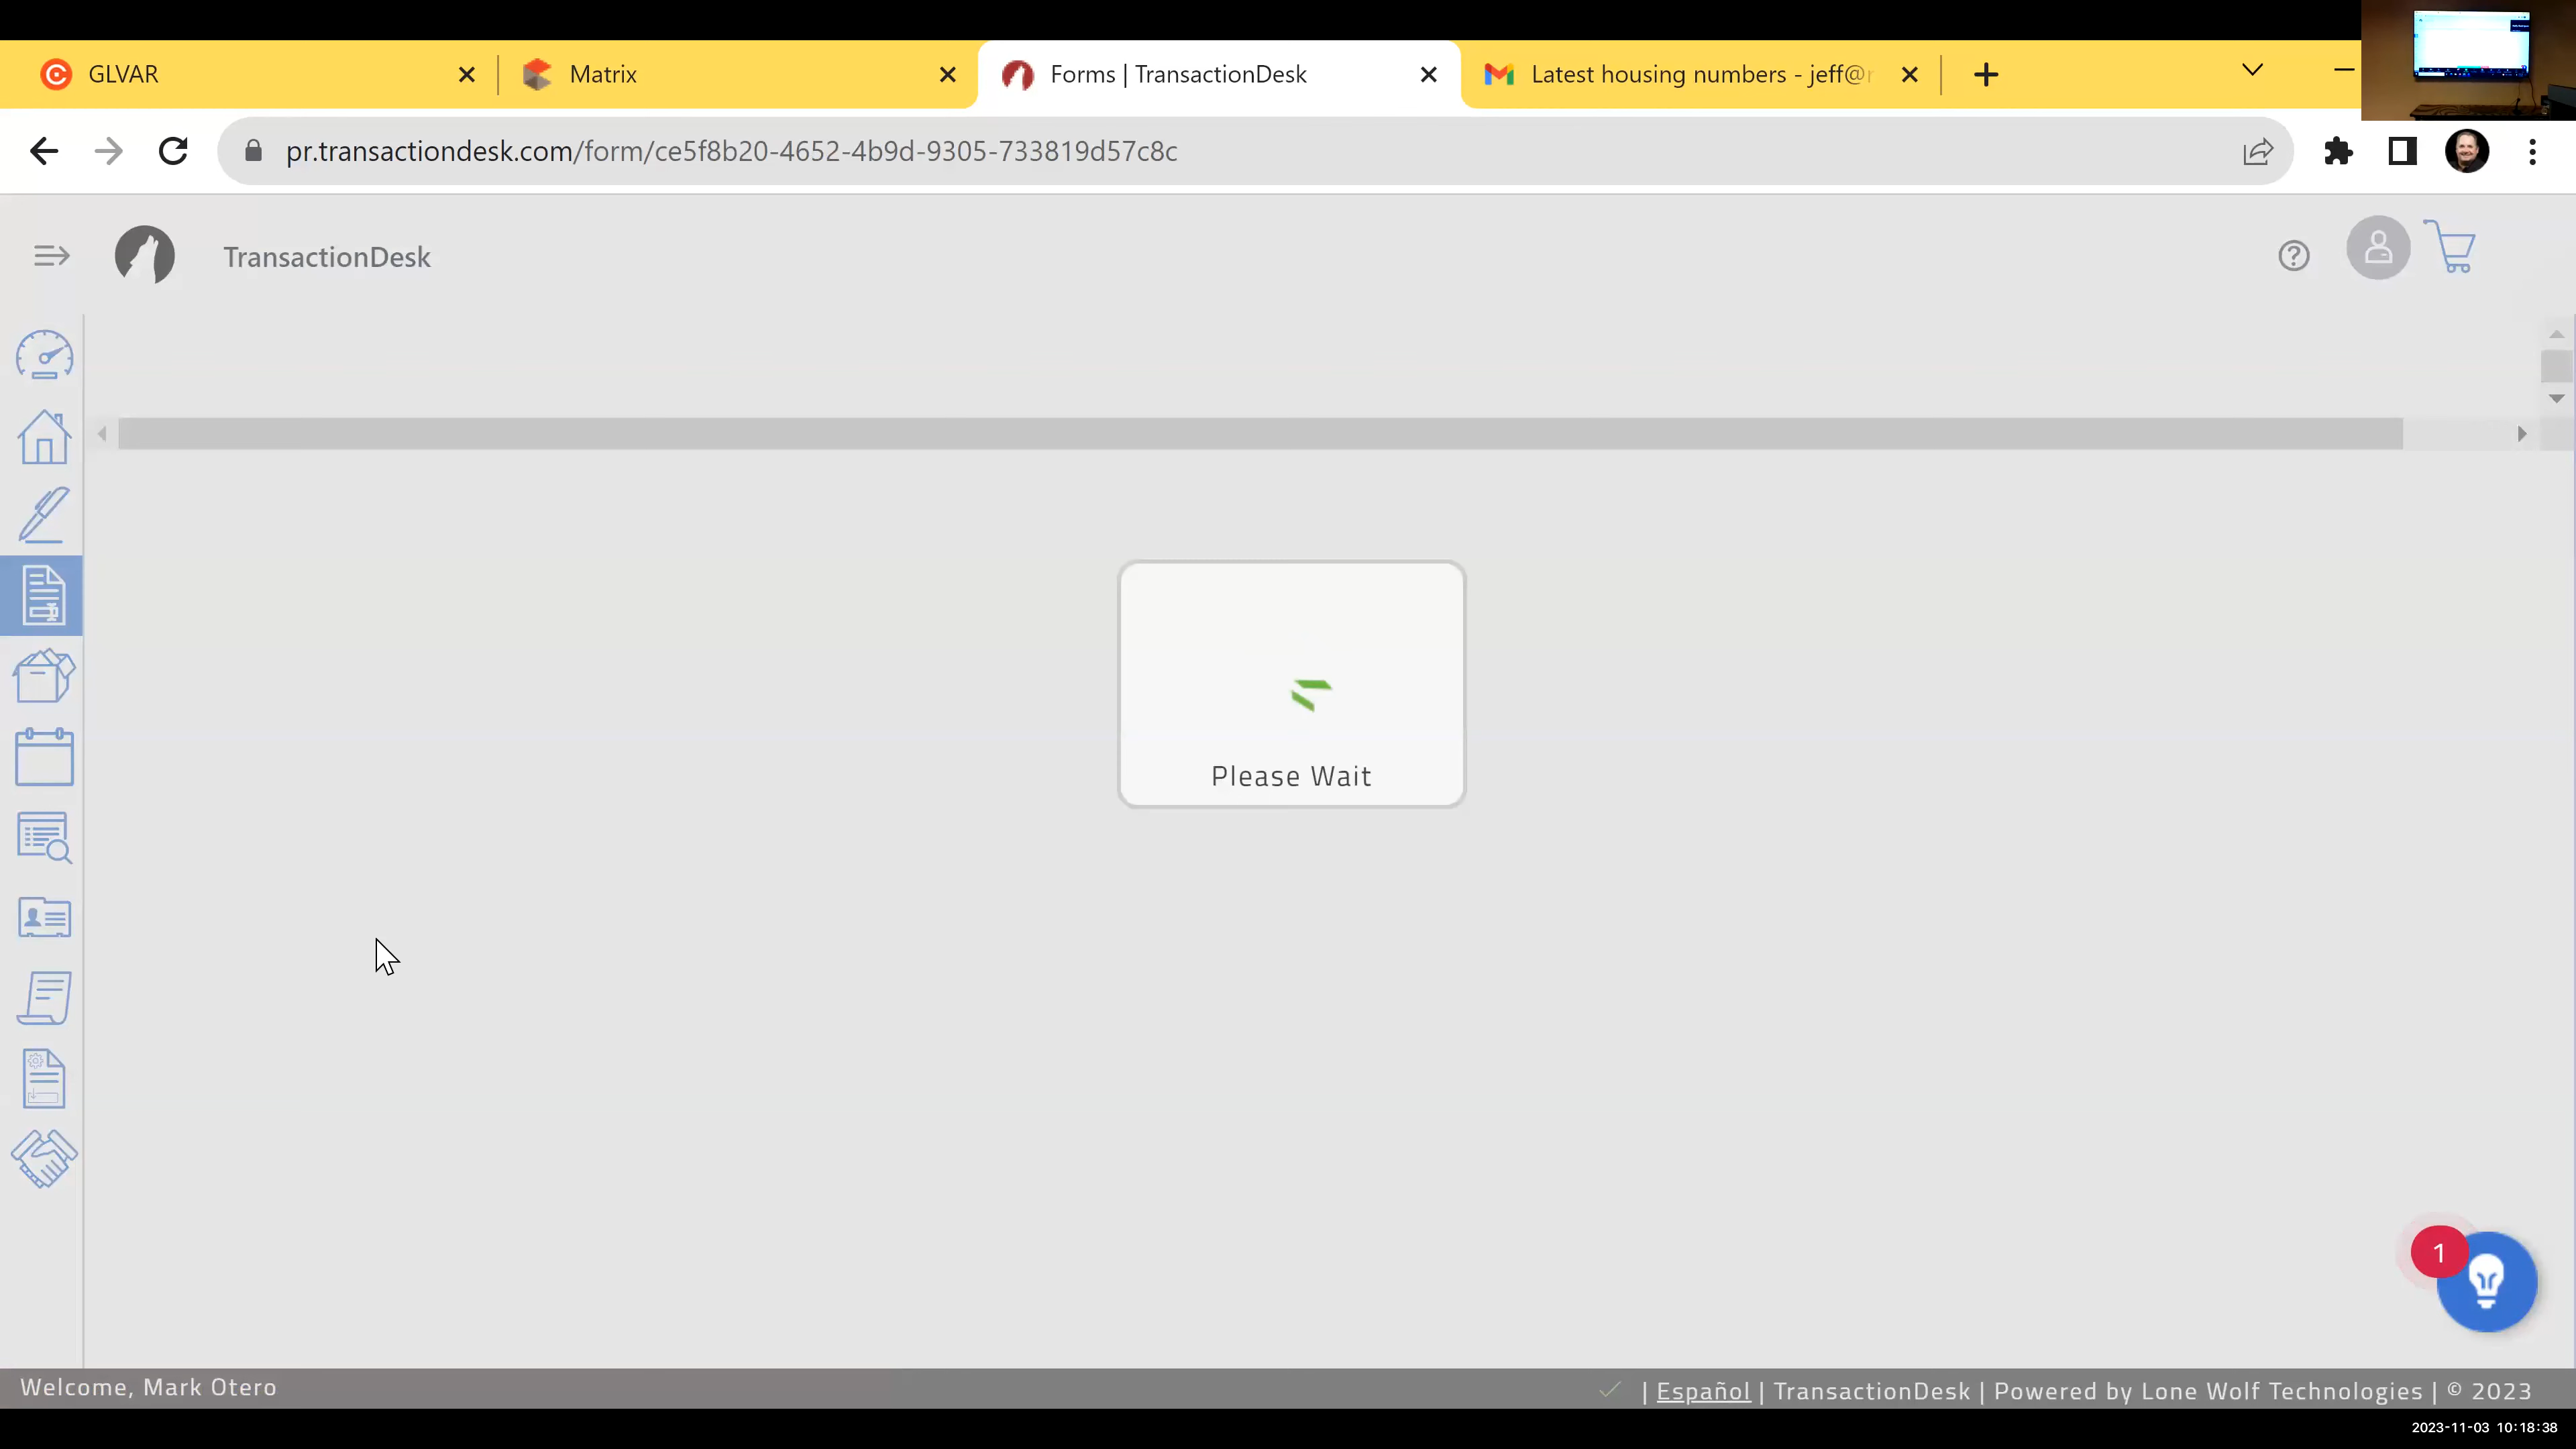 GLVAR
Matrix
Forms | TransactionDesk
Latest housing numbers - jeff@r
pr.transactiondesk.com/form/ce5f8b20-4652-4b9d-9305-733819d57c8c
TransactionDesk
Please Wait
1
Welcome, Mark Otero
| Español | TransactionDesk | Powered by Lone Wolf Technologies | © 2023
2023-11-03 10:18:38